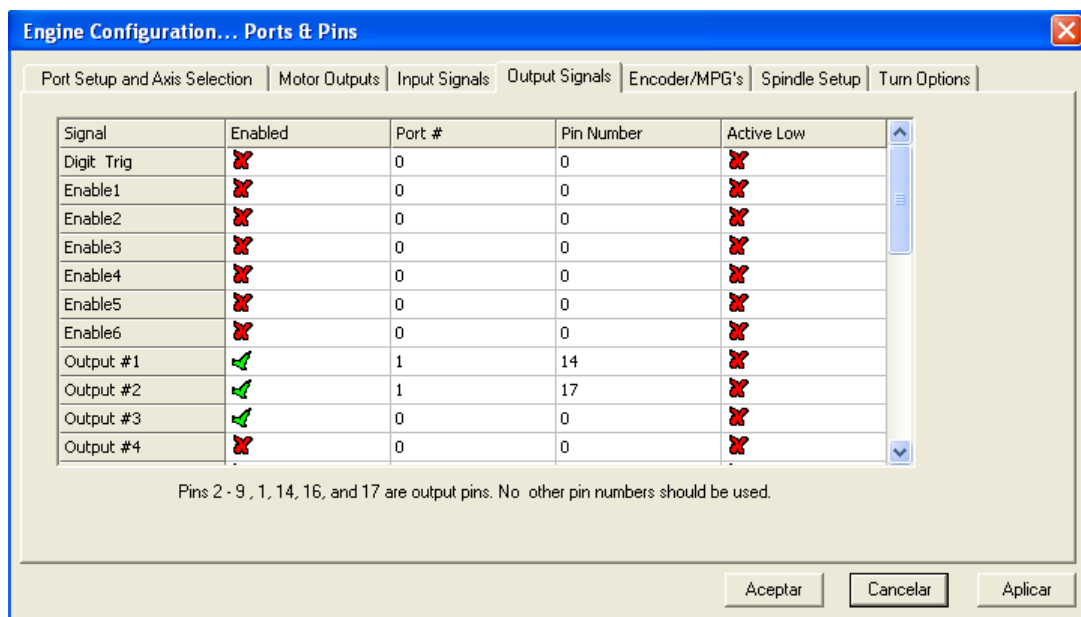 Engine Configuration... Ports & Pins
Port Setup and Axis Selection Motor Outputs Input Signals Output Signals Encoder/MPG's Spindle Setup Turn Options
Signal Enabled Port # Pin Number Active Low
Digit Trig 0 0
Enable1 0 0
Enable2 0 0
Enable3 0 0
Enable4 0 0
Enable5 0 0
Enable6 0 0
Output #1 1 14
Output #2 1 17
Output #3 0 0
Output #4 0 0
Pins 2 - 9 , 1, 14, 16, and 17 are output pins. No other pin numbers should be used.
Aceptar Cancelar Aplicar